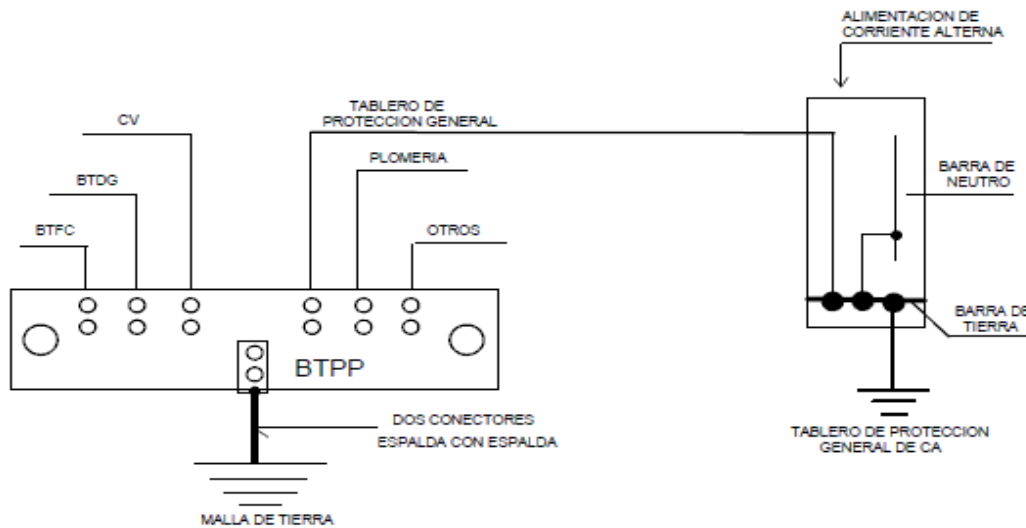 ALIMENTACION DE
CORRIENTE ALTERNA
CV
TABLERO DE
PROTECCION GENERAL
PLOMERIA
BTDG
BARRA DE
NEUTRO
BTFC
OTROS
BARRA DE
TIERRA
BTPP
DOS CONECTORES
ESPALDA CON ESPALDA
TABLERO DE PROTECCION
GENERAL DE CA
MALLA DE TIERRA